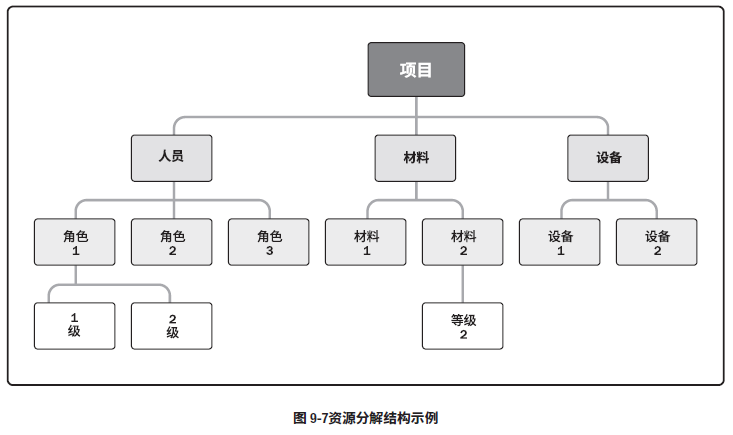 项目
人员
材料
设备
角色
1
角色
2
角色
3
材料
1
材料
2
设备
1
设备
2
1
级
2
级
等级
2
图 9-7资源分解结构示例